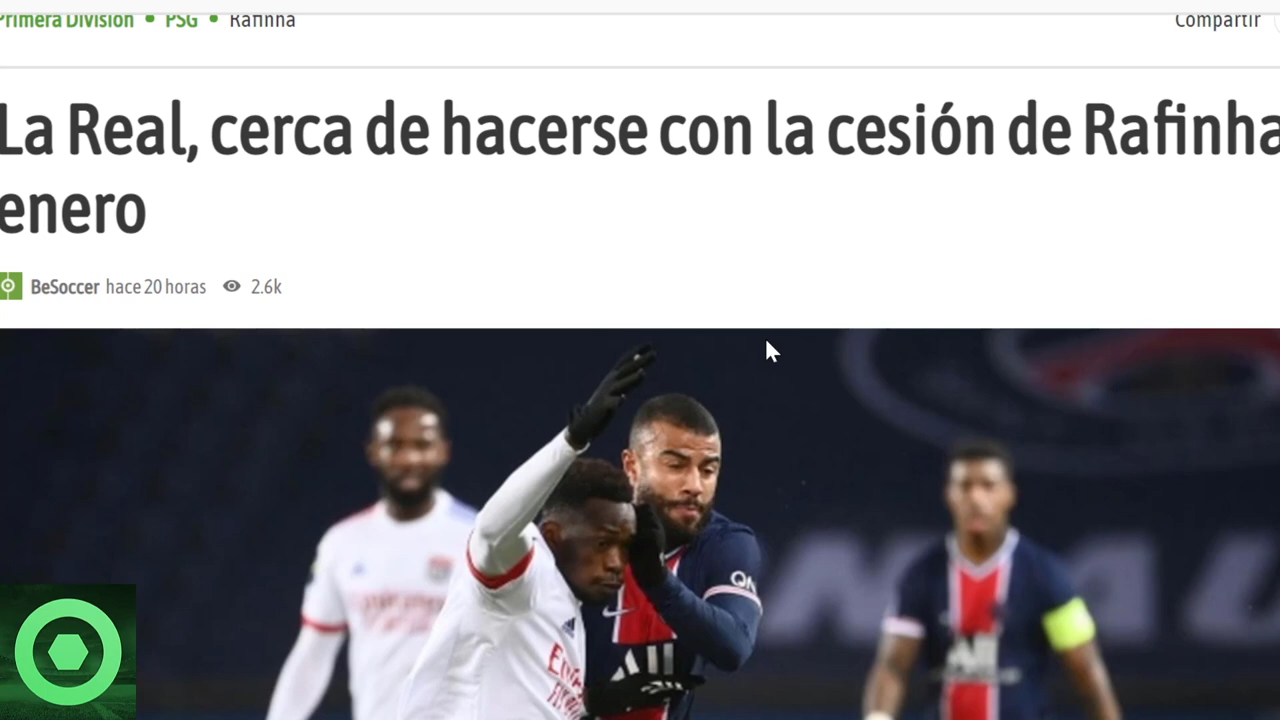 Primera División • PSG • Rafinha
Compartir
La Real, cerca de hacerse con la cesión de Rafinha
enero
BeSoccer hace 20 horas 2.6k